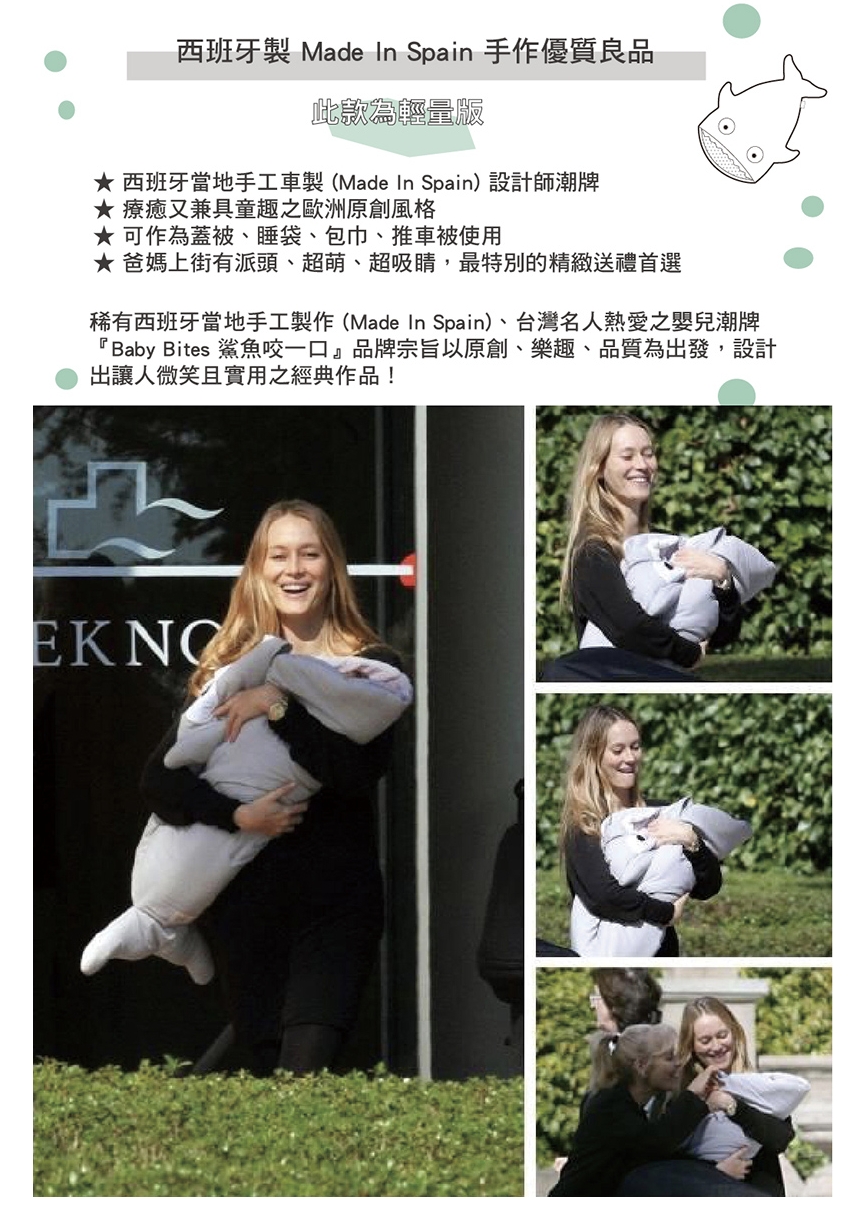 西班牙製 Made In Spain 手作優質良品
此款為輕量版
★ 西班牙當地手工車製 (Made In Spain) 設計師潮牌
★ 療癒又兼具童趣之歐洲原創風格
★ 可作為蓋被、睡袋、包巾、推車被使用
★ 爸媽上街有派頭、超萌、超吸睛，最特別的精緻送禮首選
稀有西班牙當地手工製作 (Made In Spain)、台灣名人熱愛之嬰兒潮牌
『Baby Bites 鯊魚咬一口』品牌宗旨以原創、樂趣、品質為出發，設計
出讓人微笑且實用之經典作品！
EKNO